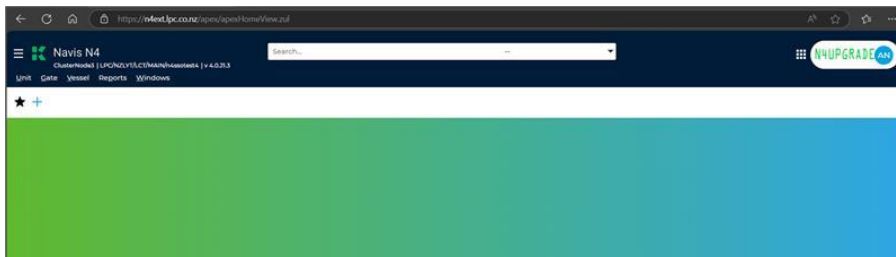 https://n4ext.lpc.co.nz/apex/apexHomeView.zul
Navis N4
Search...
--
N4UPGRADE AN
ClusterNode3 | LPG/NZLYT/LCT/MAIN/n4ssotest4 | v 4.0.21.3
Unit Gate Vessel Reports Windows